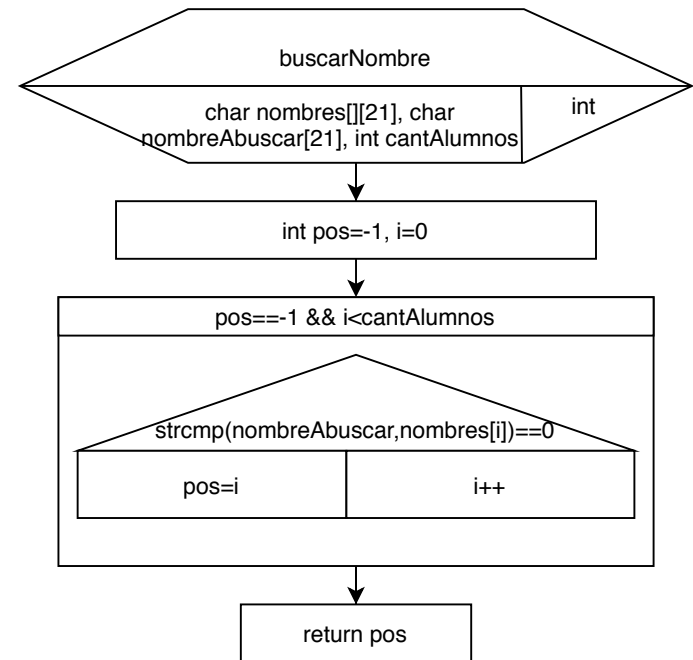 buscarNombre
char nombres[][21], char
nombreAbuscar[21], int cantAlumnos
int
int pos=-1, i=0
pos==-1 && i<cantAlumnos
strcmp(nombreAbuscar,nombres[i])==0
pos=i
i++
return pos